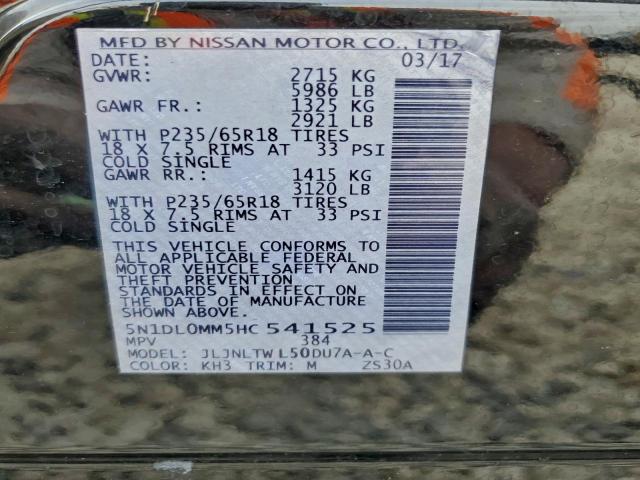 MFD BY NISSAN MOTOR CO., LTD.
DATE: 03/17
GVWR: 2715 KG
5986 LB
GAWR FR.: 1325 KG
2921 LB
WITH P235/65R18 TIRES
18 X 7.5 RIMS AT 33 PSI
COLD SINGLE
GAWR RR.: 1415 KG
3120 LB
WITH P235/65R18 TIRES
18 X 7.5 RIMS AT 33 PSI
COLD SINGLE
THIS VEHICLE CONFORMS TO
ALL APPLICABLE FEDERAL
MOTOR VEHICLE SAFETY AND
THEFT PREVENTION
STANDARDS IN EFFECT ON
THE DATE OF MANUFACTURE
SHOWN ABOVE.
5N1DL0MM5HC 541525
MPV 384
MODEL: JLJNLTW L50DU7A-A-C
COLOR: KH3 TRIM: M ZS30A